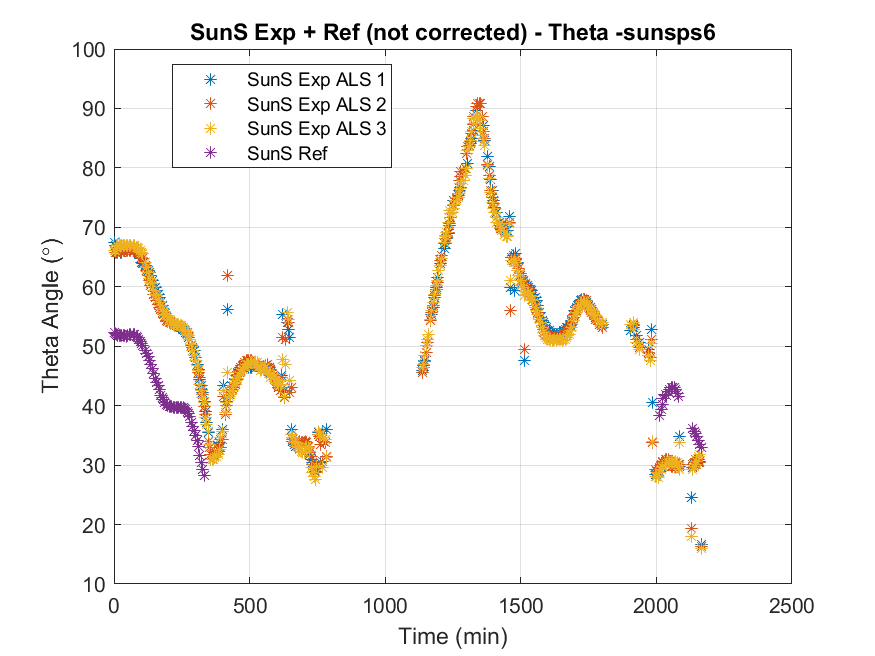 SunS Exp + Ref (not corrected) - Theta -sunsps6
100
90
80
70
60
50
40
30
20
10
Theta Angle (°)
SunS Exp ALS 1
SunS Exp ALS 2
SunS Exp ALS 3
SunS Ref
0 500 1000 1500 2000 2500
Time (min)